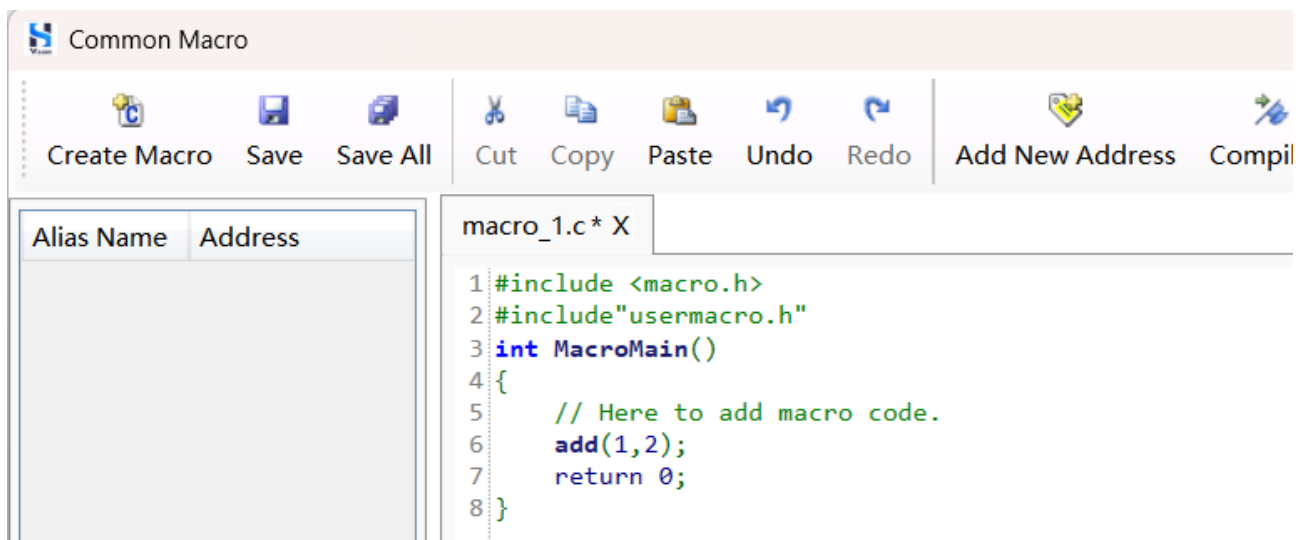 Common Macro
Create Macro Save Save All Cut Copy Paste Undo Redo Add New Address Compil
Alias Name Address
macro_1.c* X
1 #include <macro.h>
2 #include"usermacro.h"
3 int MacroMain()
4 {
5     // Here to add macro code.
6     add(1,2);
7     return 0;
8 }